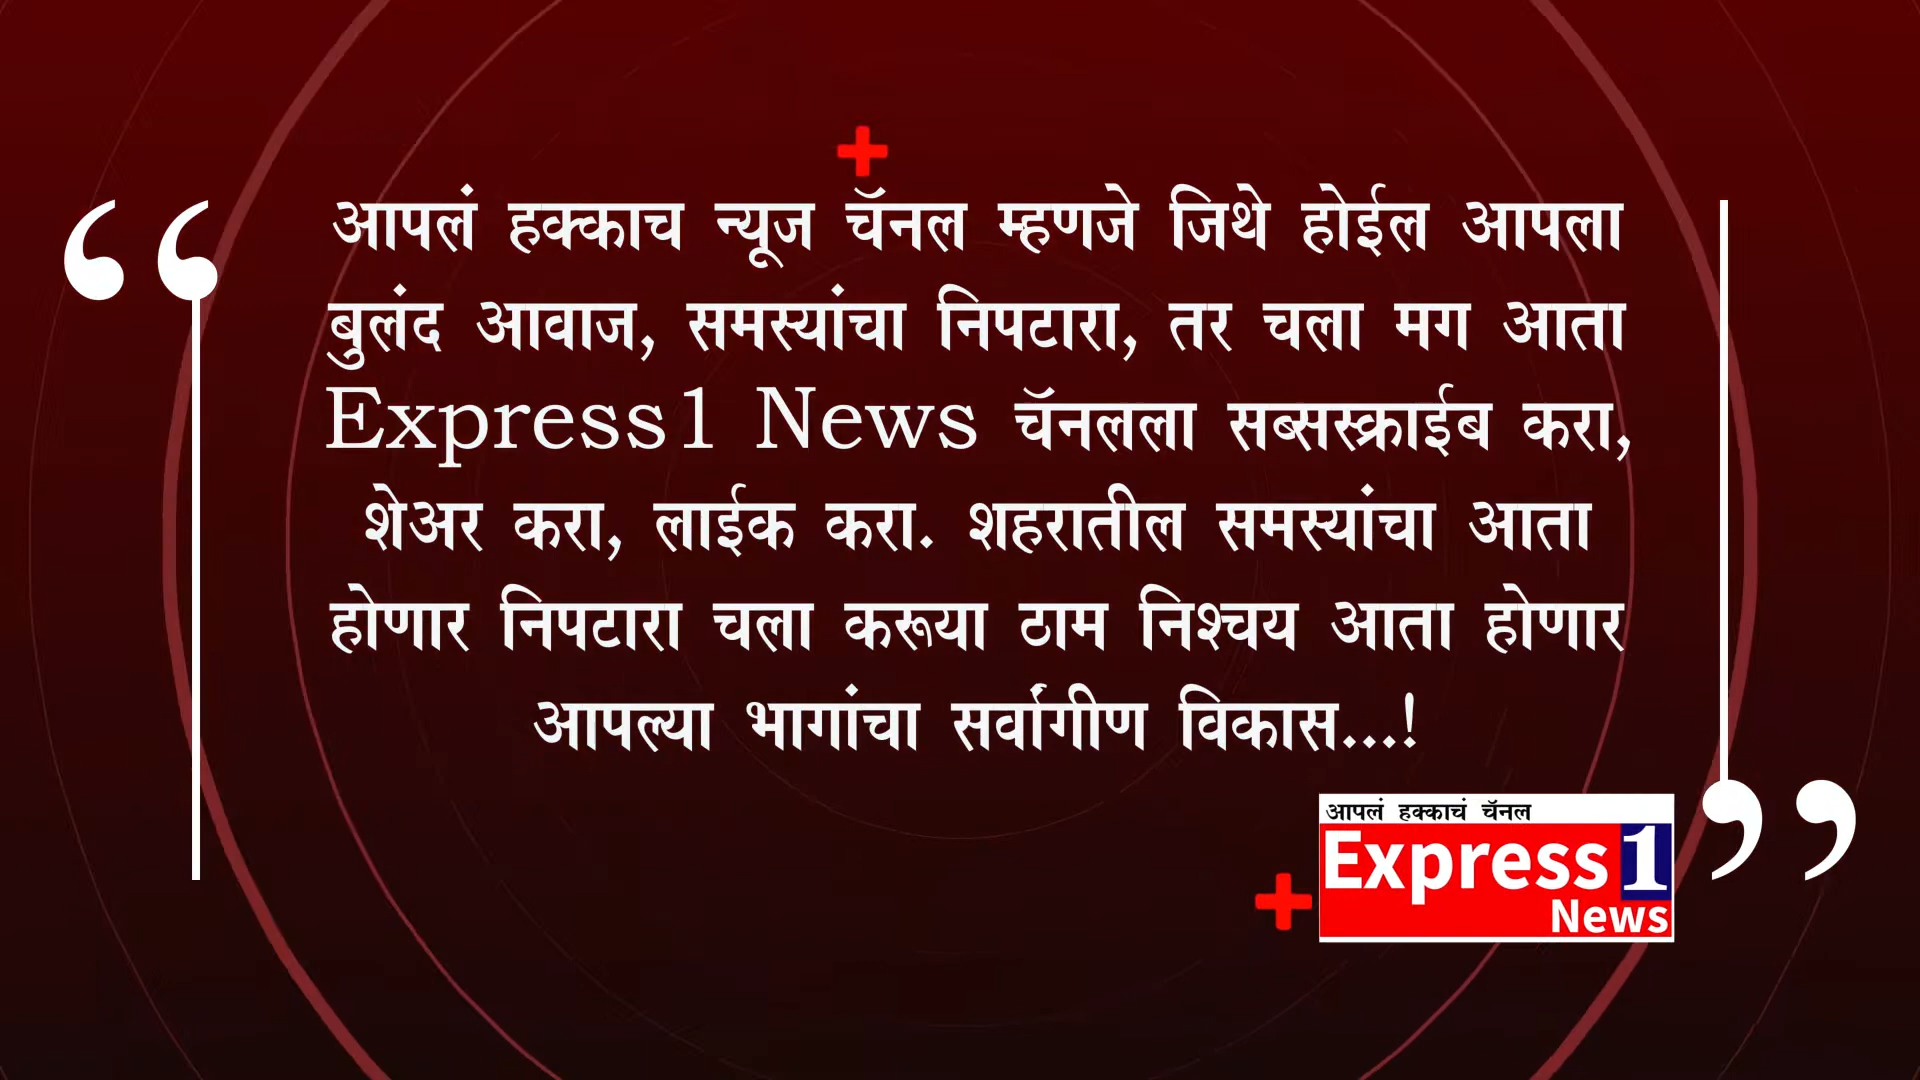 आपलं हक्काच न्यूज चॅनल म्हणजे जिथे होईल आपला
बुलंद आवाज, समस्यांचा निपटारा, तर चला मग आता
Express1 News चॅनलला सब्सस्क्राईब करा,
शेअर करा, लाईक करा. शहरातील समस्यांचा आता
होणार निपटारा चला करूया ठाम निश्चय आता होणार
आपल्या भागांचा सर्वांगीण विकास...!
आपलं हक्काचं चॅनल
Express1
News